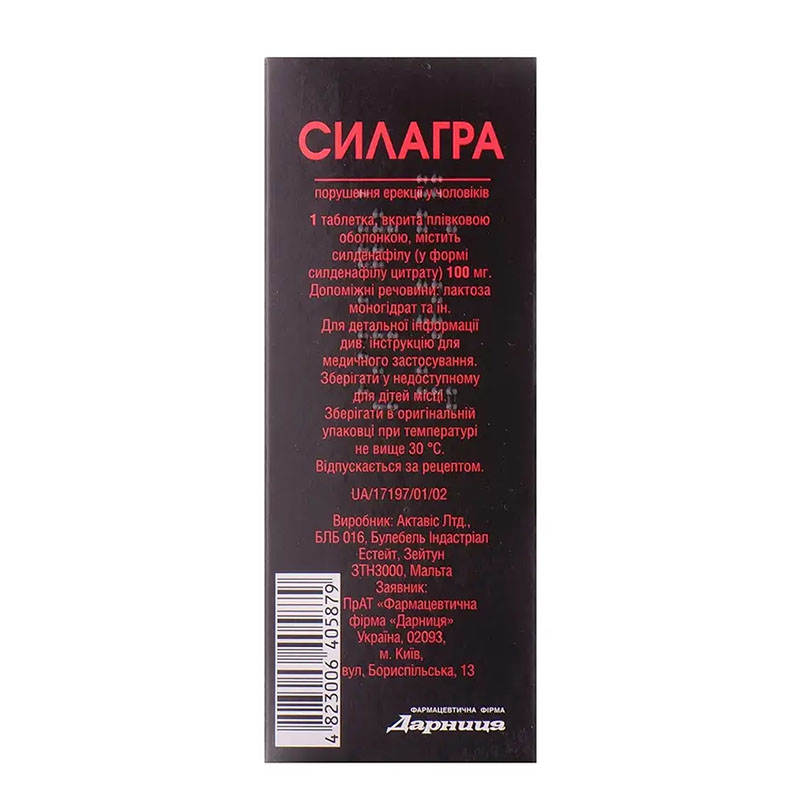 СИЛАГРА
порушення ерекції у чоловіків
1 таблетка, вкрита плівковою
оболонкою, містить
силденафілу (у формі
силденафілу цитрату) 100 мг.
Допоміжні речовини: лактоза
моногідрат та ін.
Для детальної інформації
див. інструкцію для
медичного застосування.
Зберігати у недоступному
для дітей місці.
Зберігати в оригінальній
упаковці при температурі
не вище 30 °С.
Відпускається за рецептом.
UA/17197/01/02
Виробник: Актавіс Лтд.,
БЛБ 016, Булебель Індастріал
Естейт, Зейтун
ЗТН3000, Мальта
Заявник:
ПрАТ «Фармацевтична
фірма «Дарниця»
Україна, 02093,
м. Київ,
вул. Бориспільська, 13
4 823006 405879
ФАРМАЦЕВТИЧНА ФІРМА
Дарниця